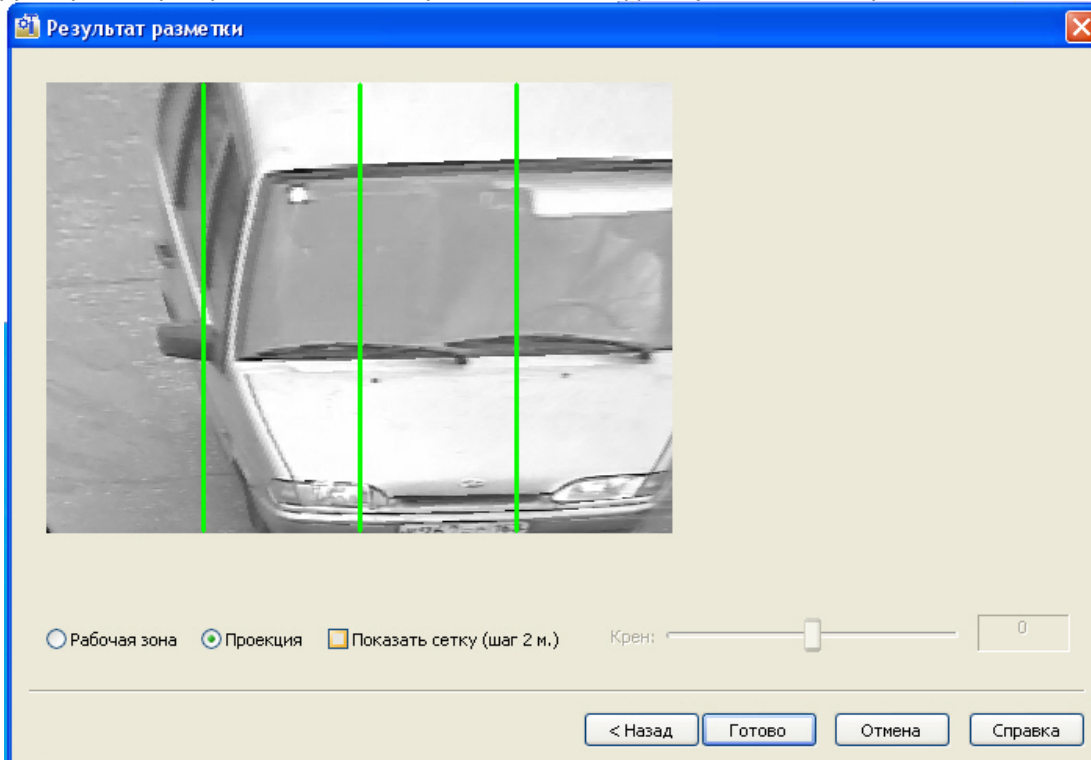 Результат разметки
Рабочая зона Проекция Показать сетку (шаг 2 м.) Крен: 0
< Назад Готово Отмена Справка